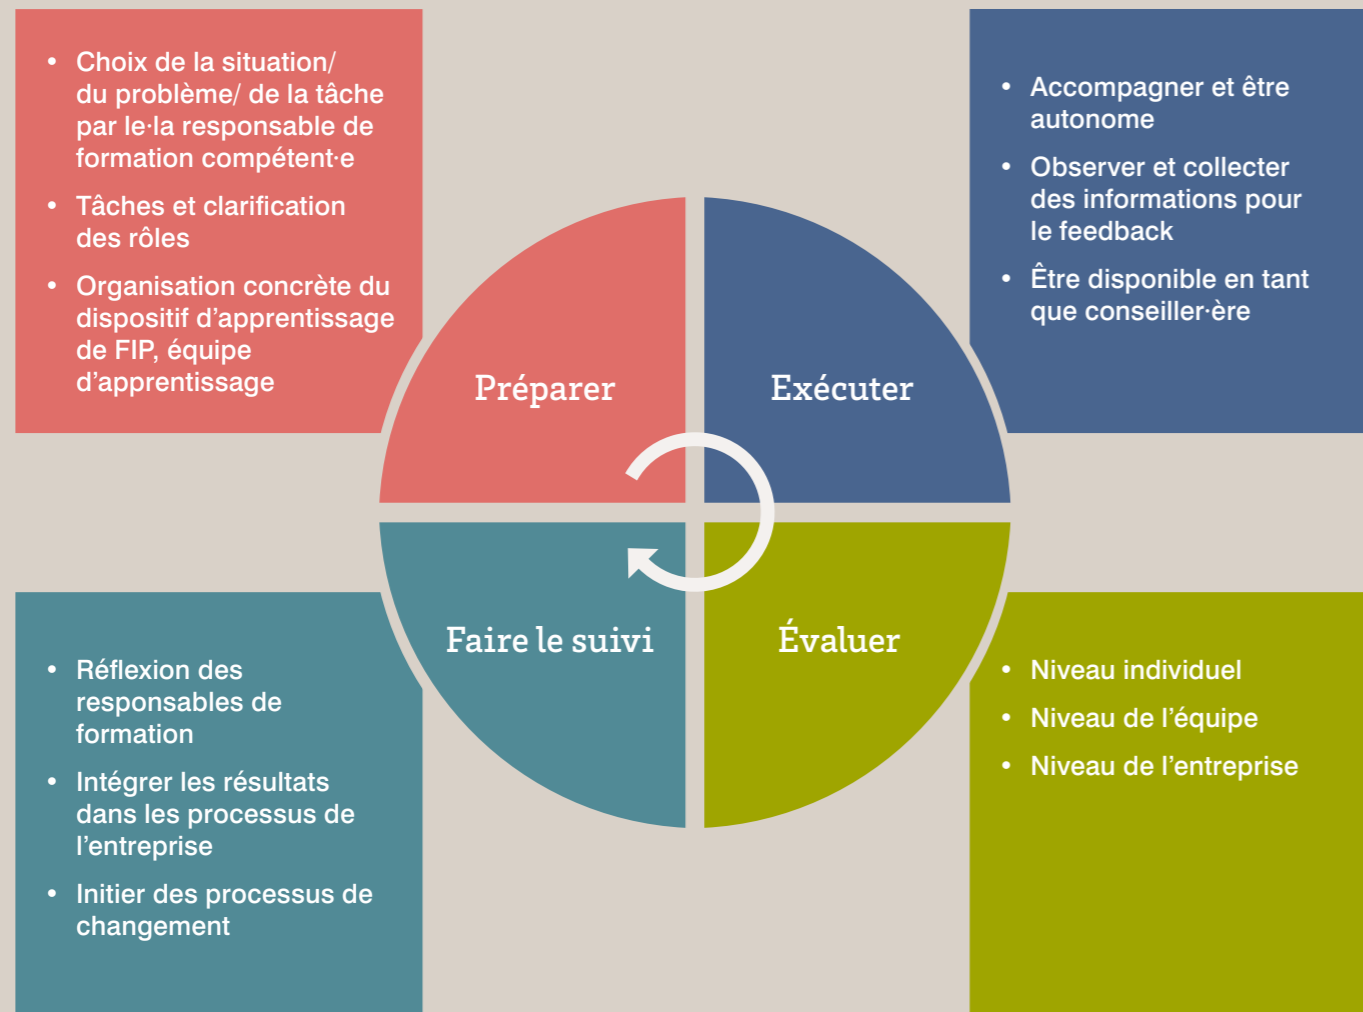 • Choix de la situation/
du problème/ de la tâche
par le·la responsable de
formation compétent·e
• Tâches et clarification
des rôles
• Organisation concrète du
dispositif d’apprentissage
de FIP, équipe
d’apprentissage
Préparer
Exécuter
• Accompagner et être
autonome
• Observer et collecter
des informations pour
le feedback
• Être disponible en tant
que conseiller·ère
Faire le suivi
Évaluer
• Réflexion des
responsables de
formation
• Intégrer les résultats
dans les processus de
l’entreprise
• Initier des processus de
changement
• Niveau individuel
• Niveau de l’équipe
• Niveau de l’entreprise